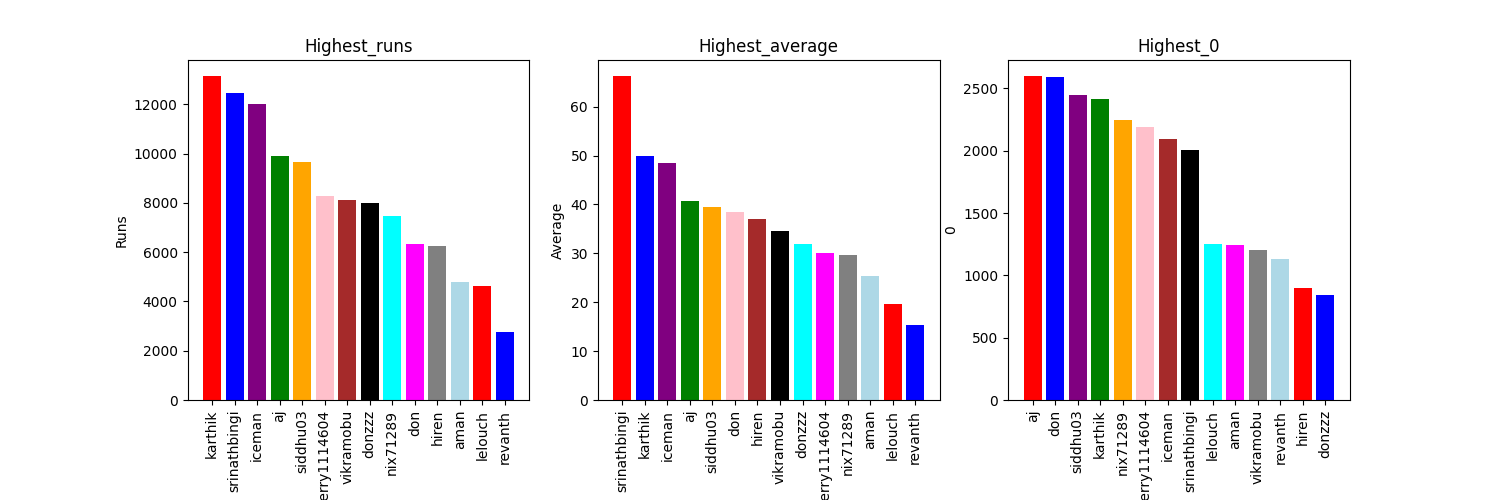 Highest_runs
Runs
12000
10000
8000
6000
4000
2000
0
karthik
srinathbingi
iceman
aj
siddhu03
erry1114604
vikramobu
donzzz
nix71289
don
hiren
aman
lelouch
revanth
Highest_average
Average
60
50
40
30
20
10
0
srinathbingi
karthik
iceman
aj
siddhu03
don
hiren
vikramobu
donzzz
erry1114604
nix71289
aman
lelouch
revanth
Highest_0
0
2500
2000
1500
1000
500
0
aj
don
siddhu03
karthik
nix71289
erry1114604
iceman
srinathbingi
lelouch
aman
vikramobu
revanth
hiren
donzzz